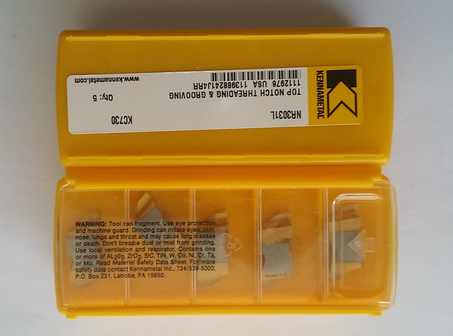 KENNAMETAL
NR3031L
KC730
TOP NOTCH THREADING & GROOVING
Qty: 5
112976 USA 11398824134RR
www.kennametal.com
WARNING: Tool can fragment. Use eye protection
and machine guard. Grinding can irritate eyes, skin,
nose, lungs and throat and may cause lung disease
or death. Don't breathe dust or mist from grinding.
Use local ventilation and respirator. Contains one
or more of AL2O3, ZrO2, SiC, TiN, W, Co, Ni, Cr, Ta,
or Mo. Read Material Safety Data Sheet. For more
safety data contact Kennametal Inc., 724/539-5000,
P.O. Box 231, Latrobe, PA 15650.